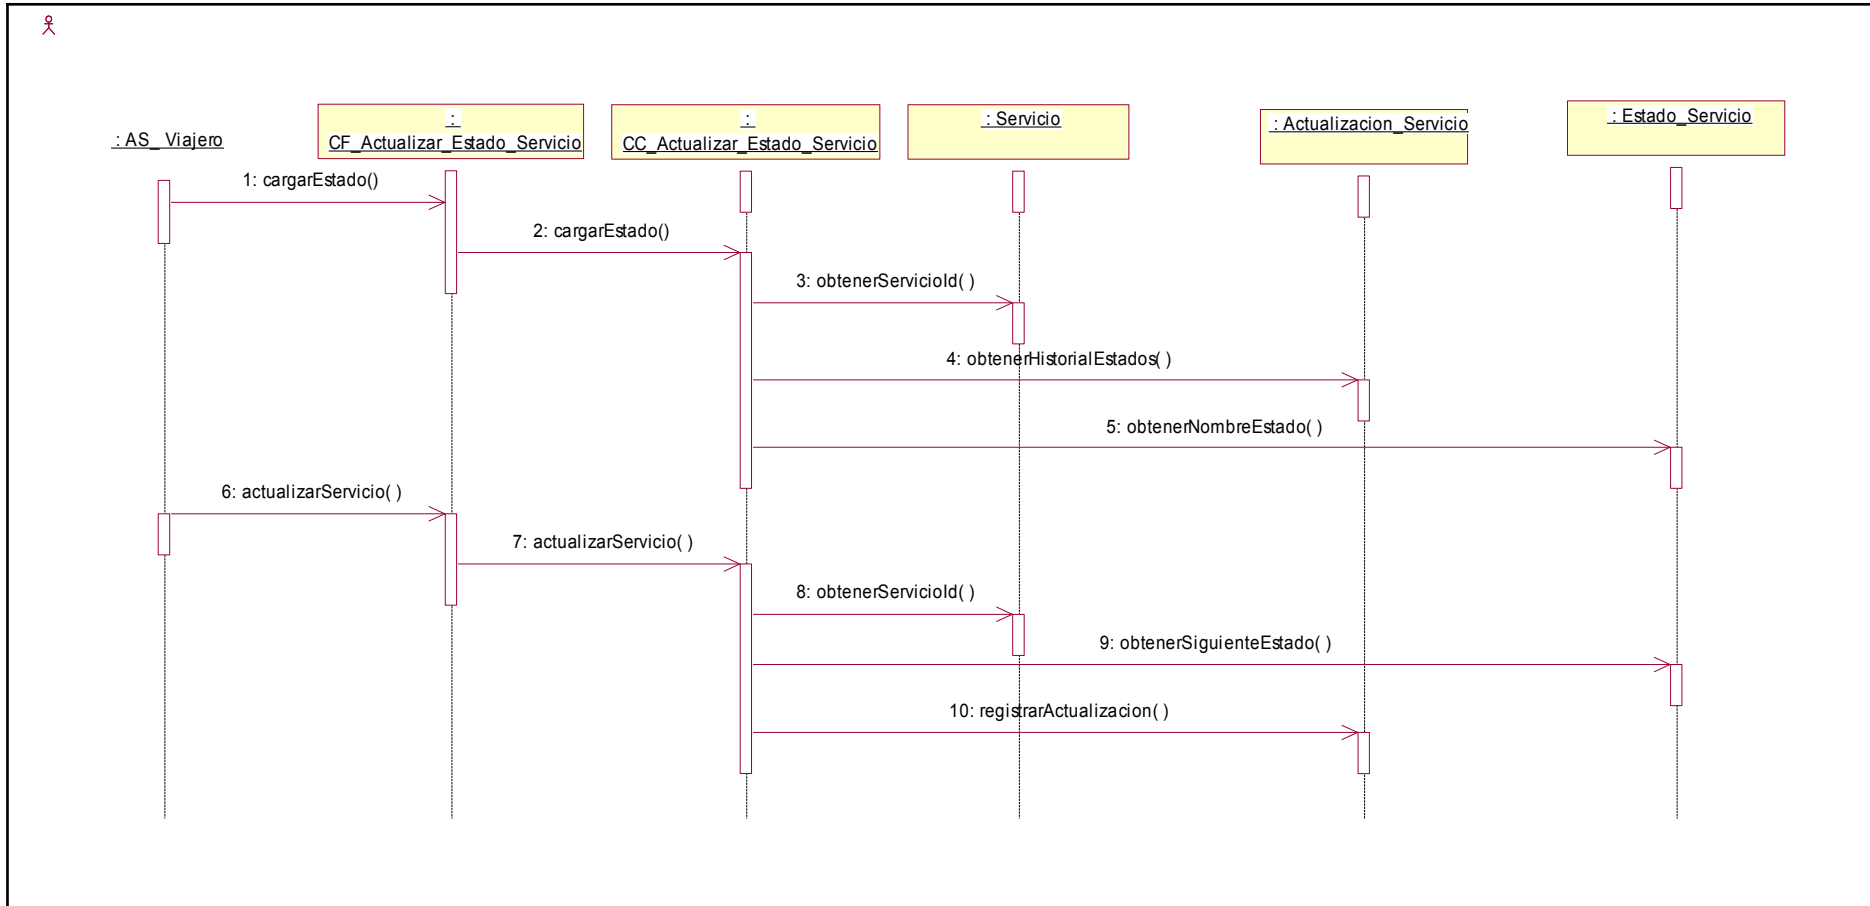 : AS_ Viajero
:
CF_Actualizar_Estado_Servicio
:
CC_Actualizar_Estado_Servicio
: Servicio
: Actualizacion_Servicio
: Estado_Servicio
1: cargarEstado()
2: cargarEstado()
3: obtenerServicioId( )
4: obtenerHistorialEstados( )
5: obtenerNombreEstado( )
6: actualizarServicio( )
7: actualizarServicio( )
8: obtenerServicioId( )
9: obtenerSiguienteEstado( )
10: registrarActualizacion( )